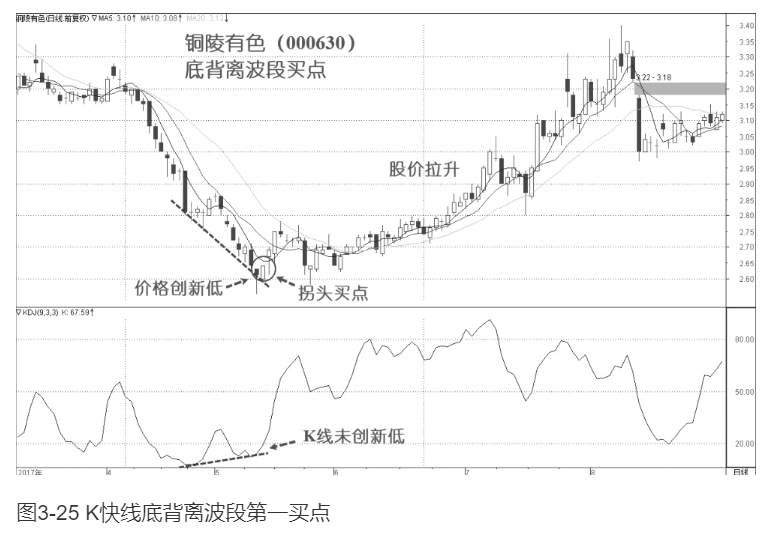 铜陵有色(日线.前复权) ▽MA5: 3.10↑ MA10: 3.08↑ MA20: 3.12↓
铜陵有色（000630）
底背离波段买点
3.40
3.35
3.30
3.25
3.20
3.15
3.10
3.05
3.00
2.95
2.90
2.85
2.80
2.75
2.70
2.65
2.60
3.22 - 3.18
股价拉升
价格创新低
拐头买点
▽KDJ(9,3,3) K: 67.59↑
80.00
50.00
20.00
K线未创新低
2017年 4 5 6 7 8 日线
图3-25 K快线底背离波段第一买点